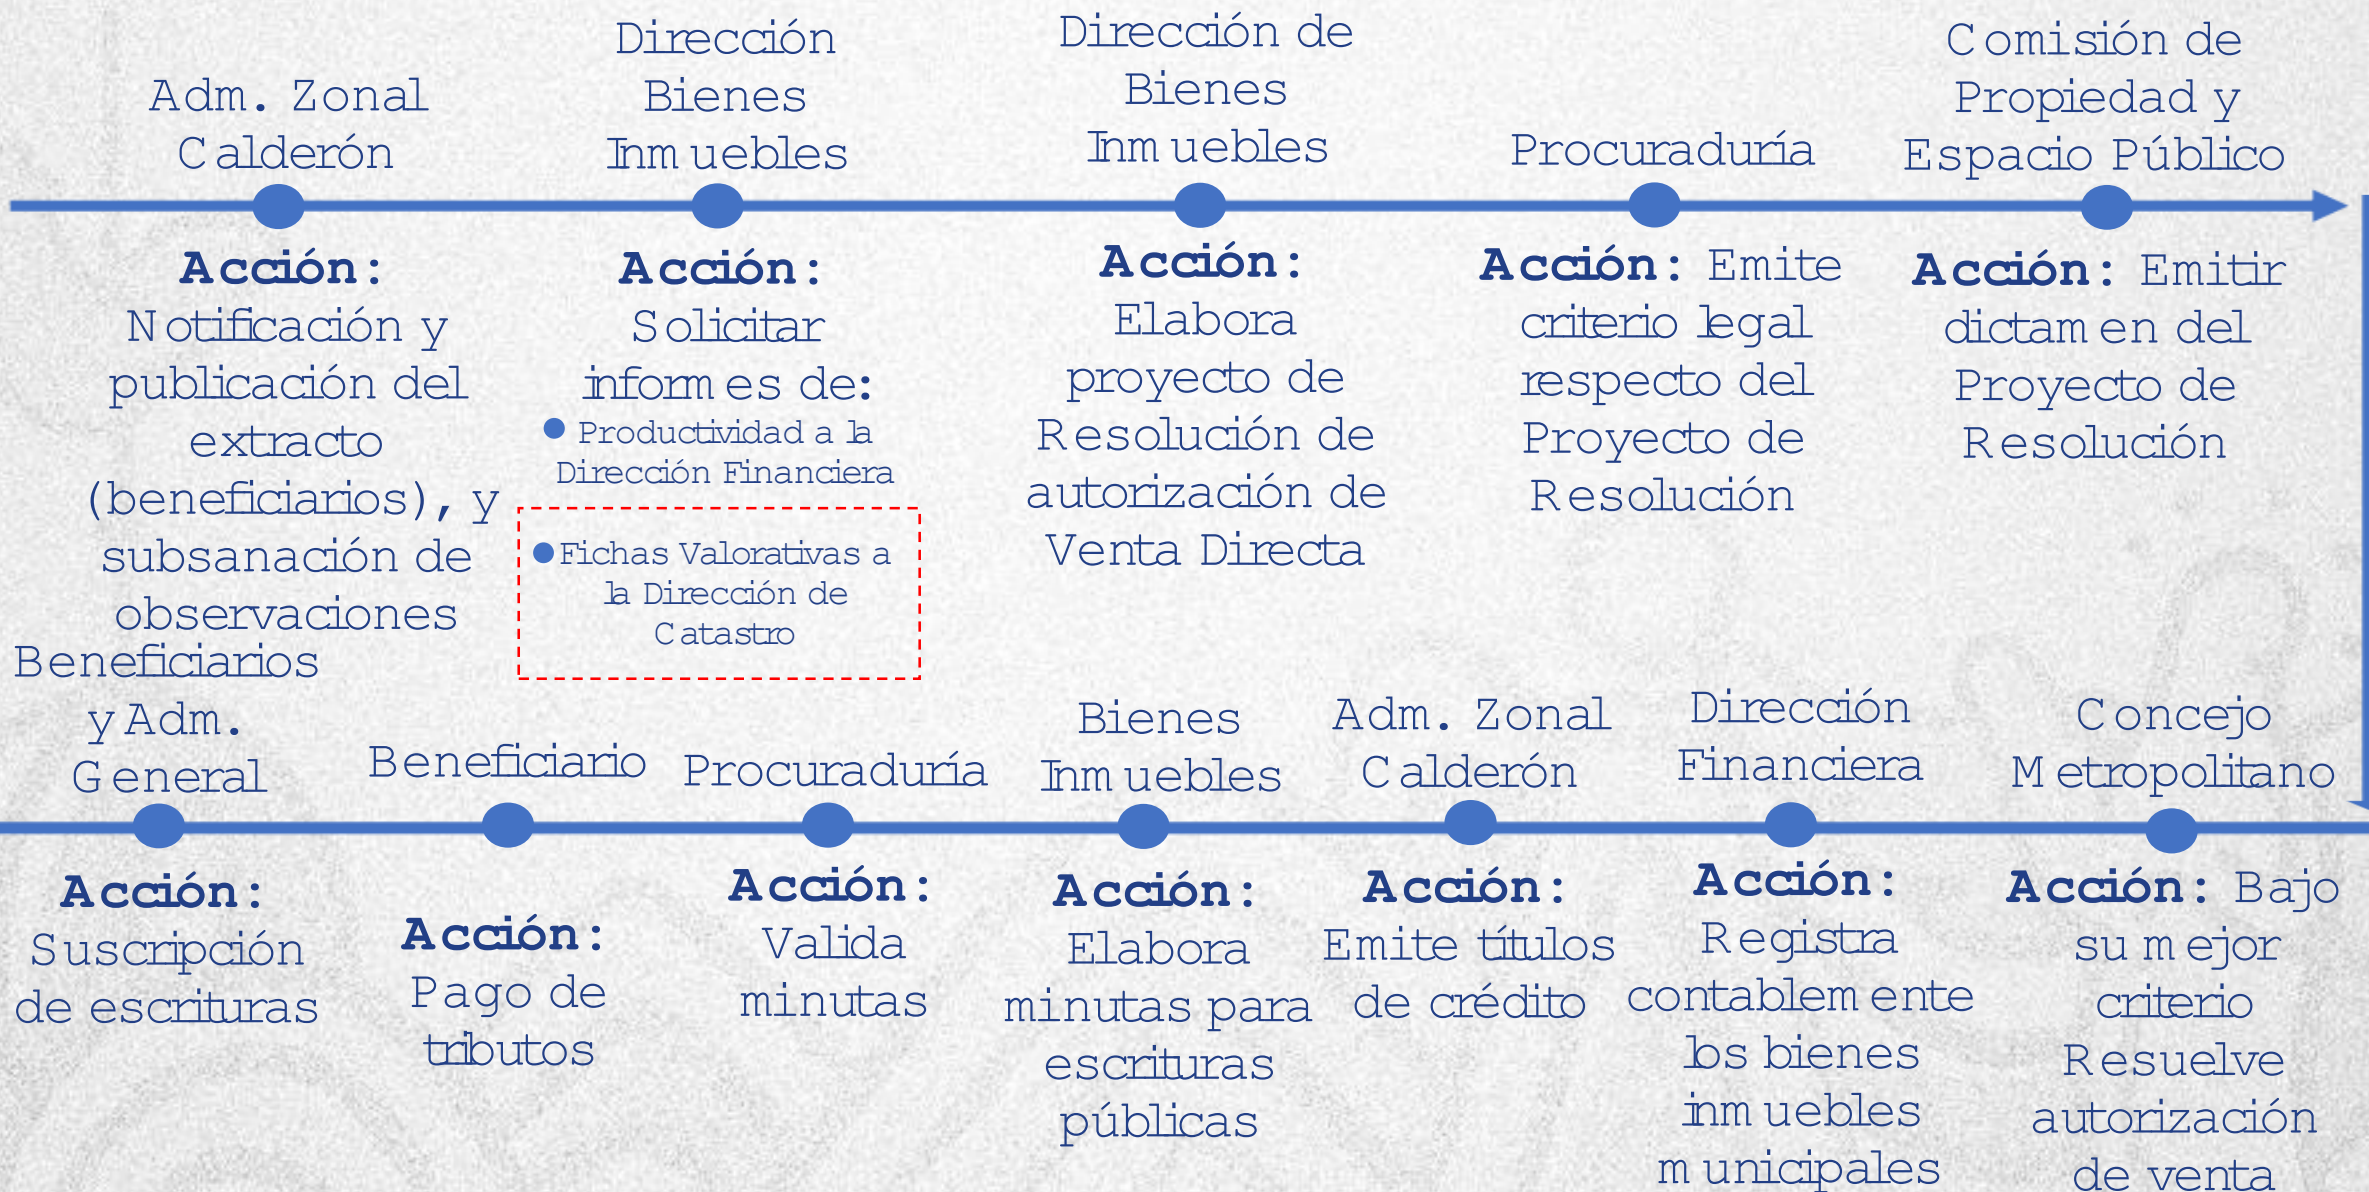 Adm. Zonal
Calderón
Acción:
Notificación y
publicación del
extracto
(beneficiarios), y
subsanación de
observaciones
Dirección
Bienes
Inmuebles
Acción:
Solicitar
informes de:
Productividad a la
Dirección Financiera
Fichas Valorativas a
la Dirección de
Catastro
Dirección de
Bienes
Inmuebles
Acción:
Elabora
proyecto de
Resolución de
autorización de
Venta Directa
Procuraduría
Acción: Emite
criterio legal
respecto del
Proyecto de
Resolución
Comisión de
Propiedad y
Espacio Público
Acción: Emitir
dictamen del
Proyecto de
Resolución
Beneficiarios
y Adm.
General
Acción:
Suscripción
de escrituras
Beneficiario
Acción:
Pago de
tributos
Procuraduría
Acción:
Valida
minutas
Bienes
Inmuebles
Acción:
Elabora
minutas para
escrituras
públicas
Adm. Zonal
Calderón
Acción:
Emite títulos
de crédito
Dirección
Financiera
Acción:
Registra
contablemente
los bienes
inmuebles
municipales
Concejo
Metropolitano
Acción: Bajo
su mejor
criterio
Resuelve
autorización
de venta